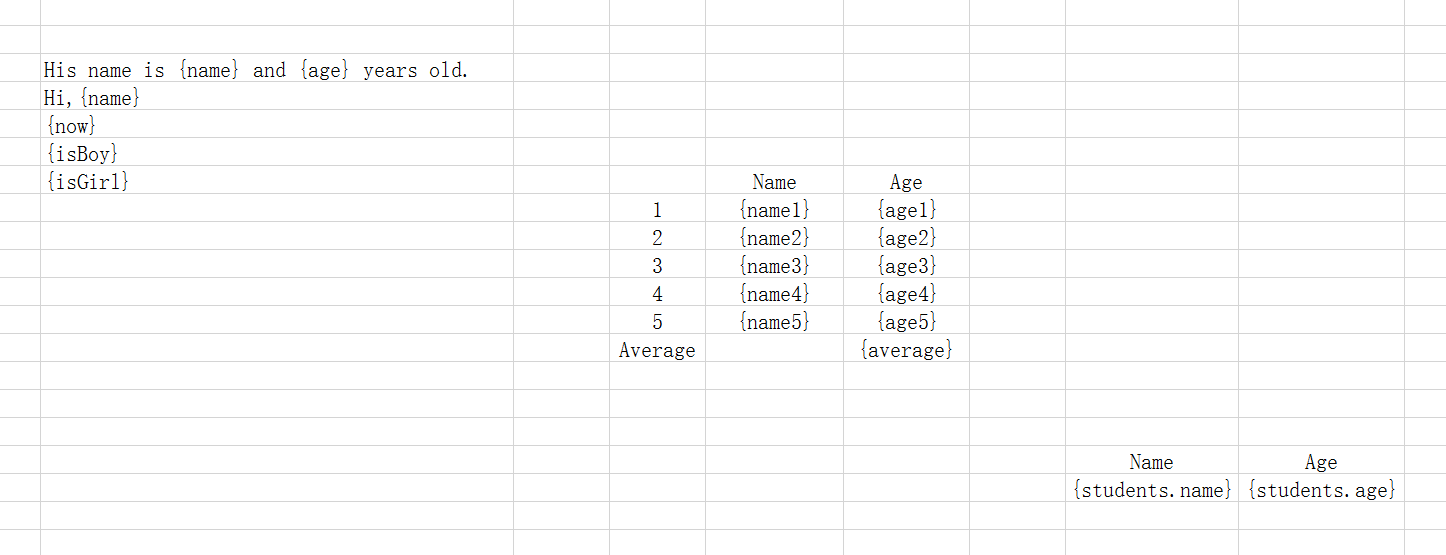 His name is {name} and {age} years old.
Hi,{name}
{now}
{isBoy}
{isGirl}
Name Age
1 {name1} {age1}
2 {name2} {age2}
3 {name3} {age3}
4 {name4} {age4}
5 {name5} {age5}
Average {average}
Name Age
{students.name} {students.age}